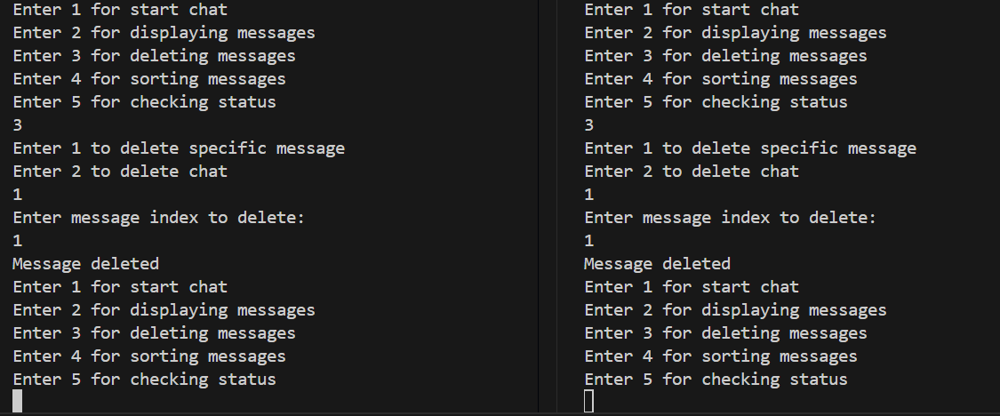 Enter 1 for start chat
Enter 2 for displaying messages
Enter 3 for deleting messages
Enter 4 for sorting messages
Enter 5 for checking status
3
Enter 1 to delete specific message
Enter 2 to delete chat
1
Enter message index to delete:
1
Message deleted
Enter 1 for start chat
Enter 2 for displaying messages
Enter 3 for deleting messages
Enter 4 for sorting messages
Enter 5 for checking status
Enter 1 for start chat
Enter 2 for displaying messages
Enter 3 for deleting messages
Enter 4 for sorting messages
Enter 5 for checking status
3
Enter 1 to delete specific message
Enter 2 to delete chat
1
Enter message index to delete:
1
Message deleted
Enter 1 for start chat
Enter 2 for displaying messages
Enter 3 for deleting messages
Enter 4 for sorting messages
Enter 5 for checking status